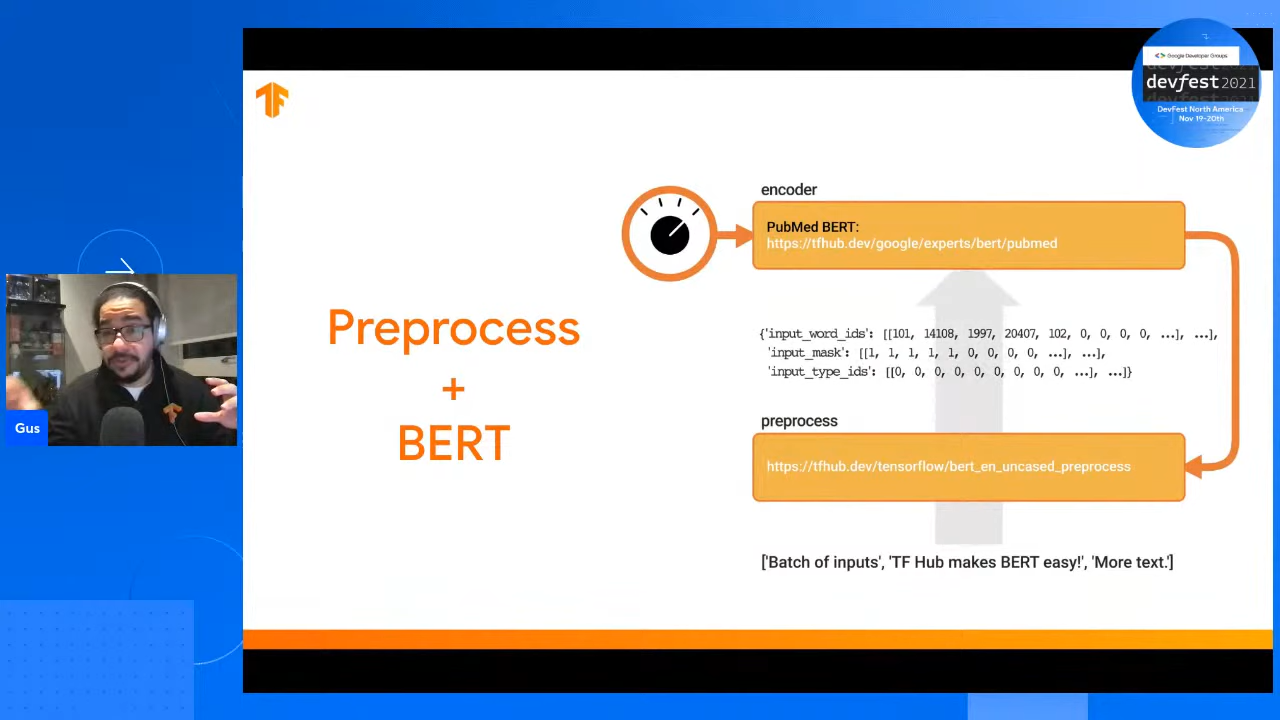 Google Developer Groups
devfest 2021
DevFest North America
Nov 19-20th
Gus
Preprocess
+
BERT
encoder
PubMed BERT:
https://tfhub.dev/google/experts/bert/pubmed
{'input_word_ids': [[101, 14108, 1997, 20407, 102, 0, 0, 0, 0, ...], ...],
'input_mask': [[1, 1, 1, 1, 1, 0, 0, 0, 0, ...], ...],
'input_type_ids': [[0, 0, 0, 0, 0, 0, 0, 0, 0, ...], ...]}
preprocess
https://tfhub.dev/tensorflow/bert_en_uncased_preprocess
['Batch of inputs', 'TF Hub makes BERT easy!', 'More text.']